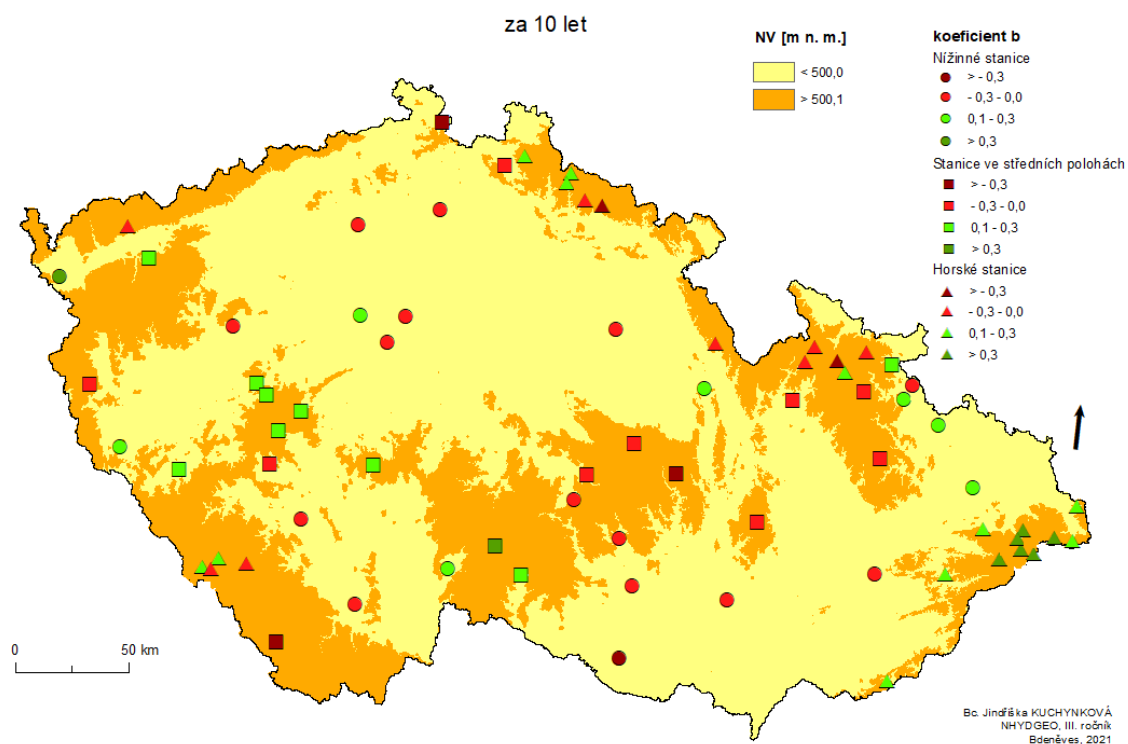 za 10 let
NV [m n. m.]
< 500,0
> 500,1
koeficient b
Nížinné stanice
> - 0,3
- 0,3 - 0,0
0,1 - 0,3
> 0,3
Stanice ve středních polohách
> - 0,3
- 0,3 - 0,0
0,1 - 0,3
> 0,3
Horské stanice
> - 0,3
- 0,3 - 0,0
0,1 - 0,3
> 0,3
0 50 km
Bc. Jindřiška KUCHYNKOVÁ
NHYDGEO, III. ročník
Bdeněves, 2021